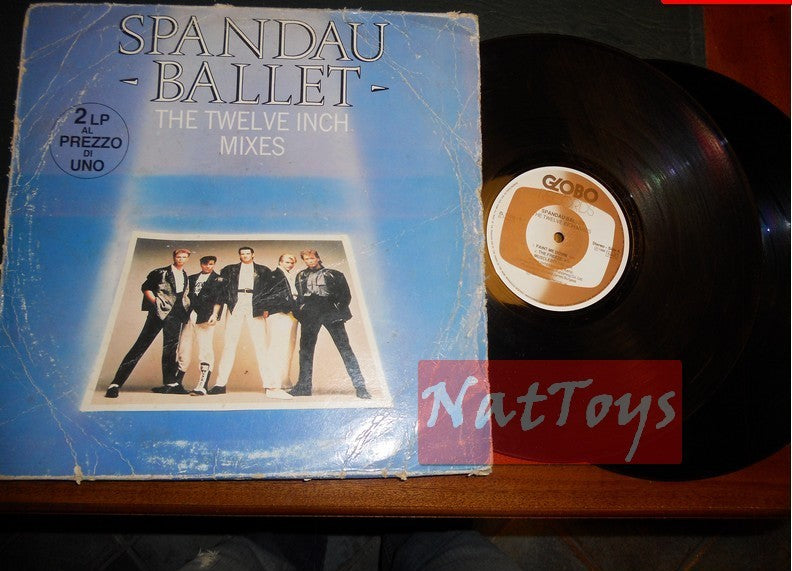 SPANDAU
- BALLET -
THE TWELVE INCH
MIXES
2 LP
AL
PREZZO
DI
UNO
GLOBO
SPANDAU BALLET
THE TWELVE INCH MIXES
NatToys